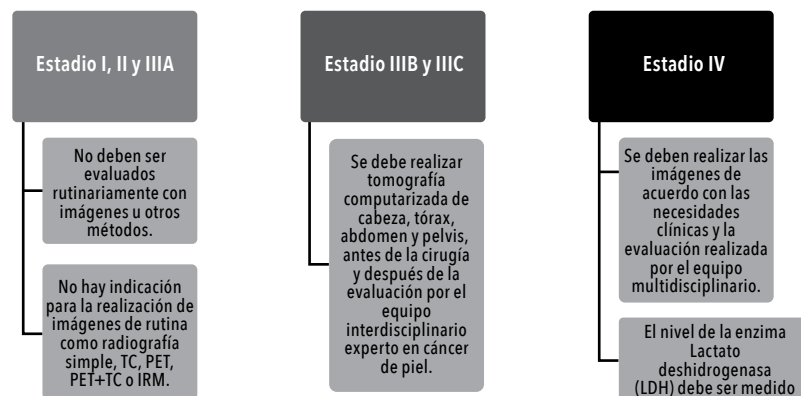 Estadio I, II y IIIA
No deben ser
evaluados
rutinariamente con
imágenes u otros
métodos.
No hay indicación
para la realización de
imágenes de rutina
como radiografía
simple, TC, PET,
PET+TC o IRM.
Estadio IIIB y IIIC
Se debe realizar
tomografía
computarizada de
cabeza, tórax,
abdomen y pelvis,
antes de la cirugía
y después de la
evaluación por el
equipo
interdisciplinario
experto en cáncer
de piel.
Estadio IV
Se deben realizar las
imágenes de
acuerdo con las
necesidades
clínicas y la
evaluación realizada
por el equipo
multidisciplinario.
El nivel de la enzima
Lactato
deshidrogenasa
(LDH) debe ser medido